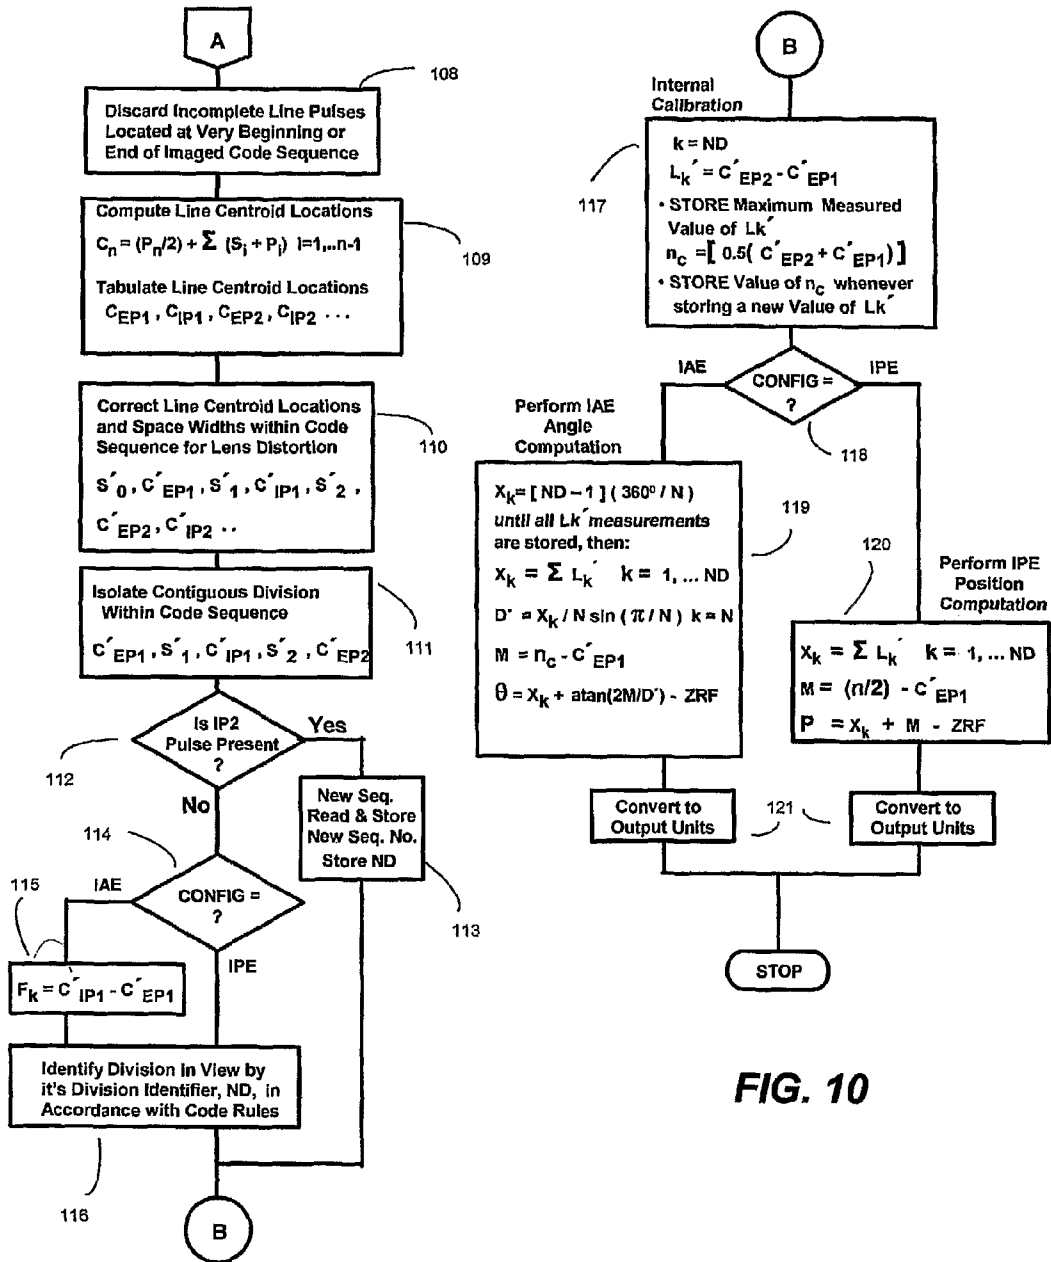 A
108
Discard Incomplete Line Pulses
Located at Very Beginning or
End of Imaged Code Sequence
Compute Line Centroid Locations
Cn = (Pn/2) + Σ (Si + Pi) i=1,...n-1
Tabulate Line Centroid Locations
CEP1, CIP1, CEP2, CIP2 ...
109
Correct Line Centroid Locations
and Space Widths within Code
Sequence for Lens Distortion
S´0, C´EP1, S´1, C´IP1, S´2,
C´EP2, C´IP2 ..
110
Isolate Contiguous Division
Within Code Sequence
C´EP1, S´1, C´IP1, S´2, C´EP2
111
Is IP2
Pulse Present
?
Yes
No
112
New Seq.
Read & Store
New Seq. No.
Store ND
113
114
CONFIG =
?
IAE
IPE
115
Fk = C´IP1 - C´EP1
Identify Division in View by
it's Division Identifier, ND, in
Accordance with Code Rules
116
B
B
Internal
Calibration
117
k = ND
Lk´ = C´EP2 - C´EP1
• STORE Maximum Measured
Value of Lk´
nc = [ 0.5( C´EP2 + C´EP1) ]
• STORE Value of nc whenever
storing a new Value of Lk´
IAE
IPE
CONFIG =
?
118
Perform IAE
Angle
Computation
Xk = [ ND – 1 ] ( 360º / N )
until all Lk´ measurements
are stored, then:
Xk = Σ Lk´ k = 1, ... ND
D´ = Xk / N sin ( π / N ) k = N
M = nc - C´EP1
θ = Xk + atan(2M/D´) - ZRF
119
120
Perform IPE
Position
Computation
Xk = Σ Lk´ k = 1, ... ND
M = (n/2) - C´EP1
P = Xk + M - ZRF
Convert to
Output Units
121
Convert to
Output Units
STOP
FIG. 10